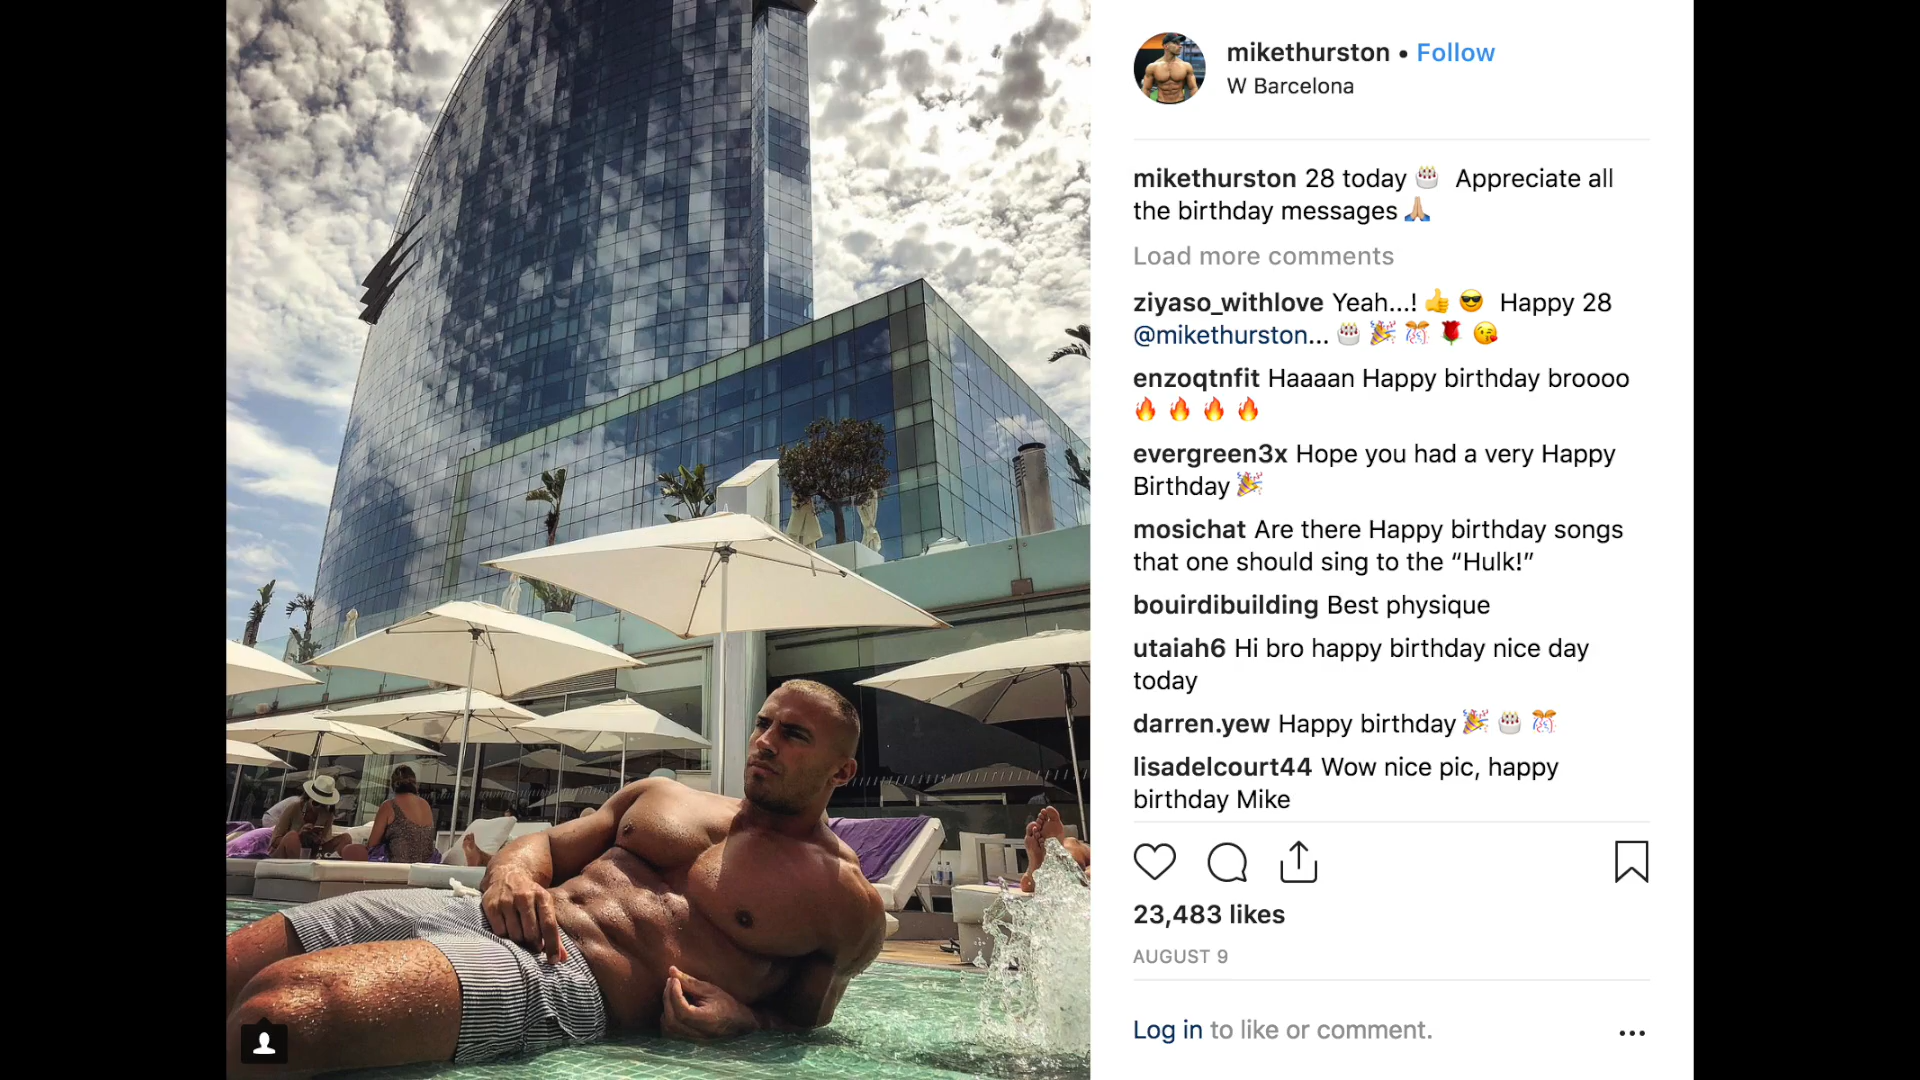 mikethurston • Follow
W Barcelona
mikethurston 28 today 🎂 Appreciate all
the birthday messages 🙏🏼
Load more comments
ziyaso_withlove Yeah...! 👍 😎 Happy 28
@mikethurston... 🎂 🎉 🎊 🌹 😘
enzoqtnfit Haaaan Happy birthday broooo
🔥 🔥 🔥 🔥
evergreen3x Hope you had a very Happy
Birthday 🎉
mosichat Are there Happy birthday songs
that one should sing to the “Hulk!”
bouirdibuilding Best physique
utaiah6 Hi bro happy birthday nice day
today
darren.yew Happy birthday 🎉 🎂 🎊
lisadelcourt44 Wow nice pic, happy
birthday Mike
23,483 likes
AUGUST 9
Log in to like or comment.